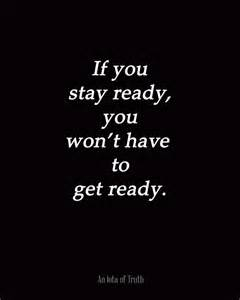 If you
stay ready,
you
won't have
to
get ready.
An Iota of Truth